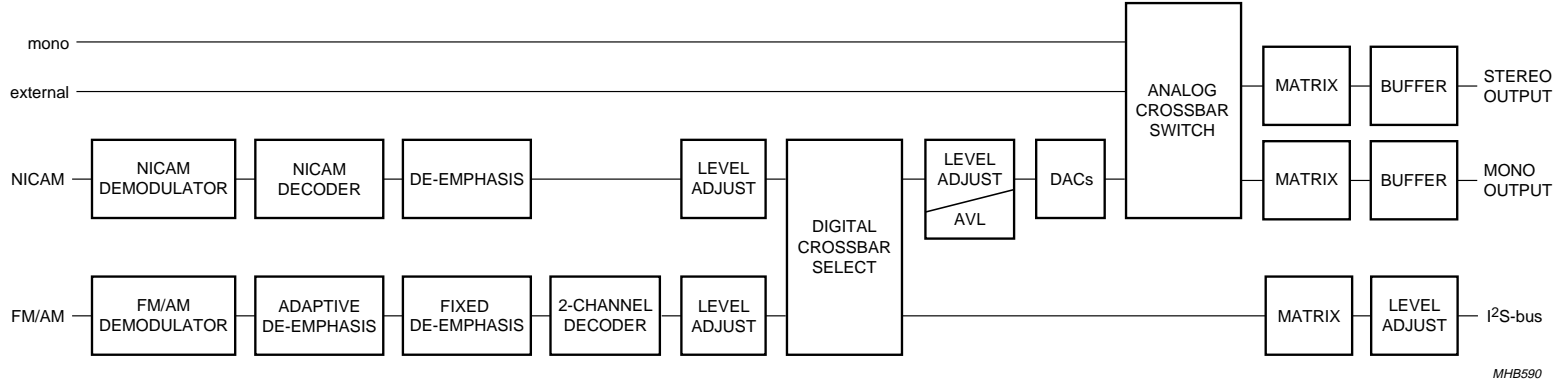 mono
external
ANALOG
CROSSBAR
SWITCH
MATRIX
BUFFER
STEREO
OUTPUT
NICAM
NICAM
DEMODULATOR
NICAM
DECODER
DE-EMPHASIS
LEVEL
ADJUST
DIGITAL
CROSSBAR
SELECT
LEVEL
ADJUST
AVL
DACs
MATRIX
BUFFER
MONO
OUTPUT
FM/AM
FM/AM
DEMODULATOR
ADAPTIVE
DE-EMPHASIS
FIXED
DE-EMPHASIS
2-CHANNEL
DECODER
LEVEL
ADJUST
MATRIX
LEVEL
ADJUST
I²S-bus
MHB590